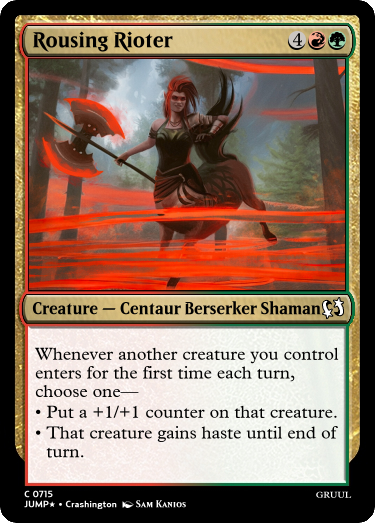 Rousing Rioter 4
Creature — Centaur Berserker Shaman
Whenever another creature you control
enters for the first time each turn,
choose one—
• Put a +1/+1 counter on that creature.
• That creature gains haste until end of
turn.
C 0715 GRUUL
JUMP★ • Crashington Sam Kanios